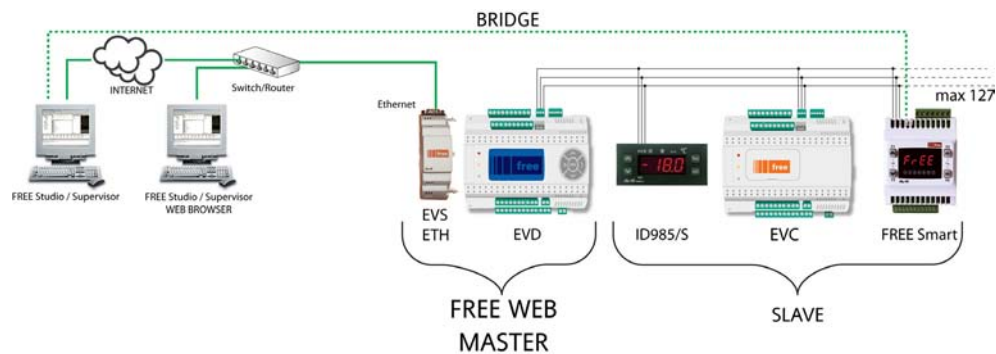 BRIDGE
INTERNET
Switch/Router
Ethernet
max 127
free
free
-18.0
free
FrEE
FREE Studio / Supervisor
FREE Studio / Supervisor
WEB BROWSER
EVS
ETH
EVD
ID985/S
EVC
FREE Smart
FREE WEB
MASTER
SLAVE